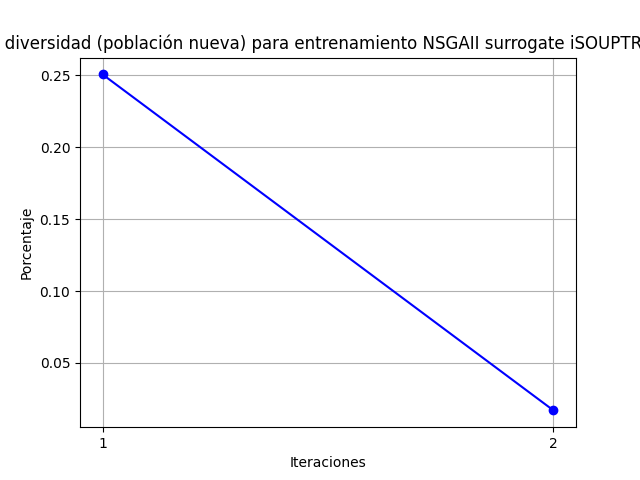 diversidad (población nueva) para entrenamiento NSGAII surrogate iSOUPTR
0.25
0.20
0.15
0.10
0.05
Porcentaje
1
2
Iteraciones